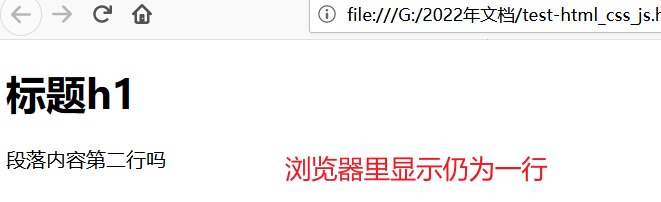 file:///G:/2022年文档/test-html_css_js.h
标题h1
段落内容第二行吗
浏览器里显示仍为一行